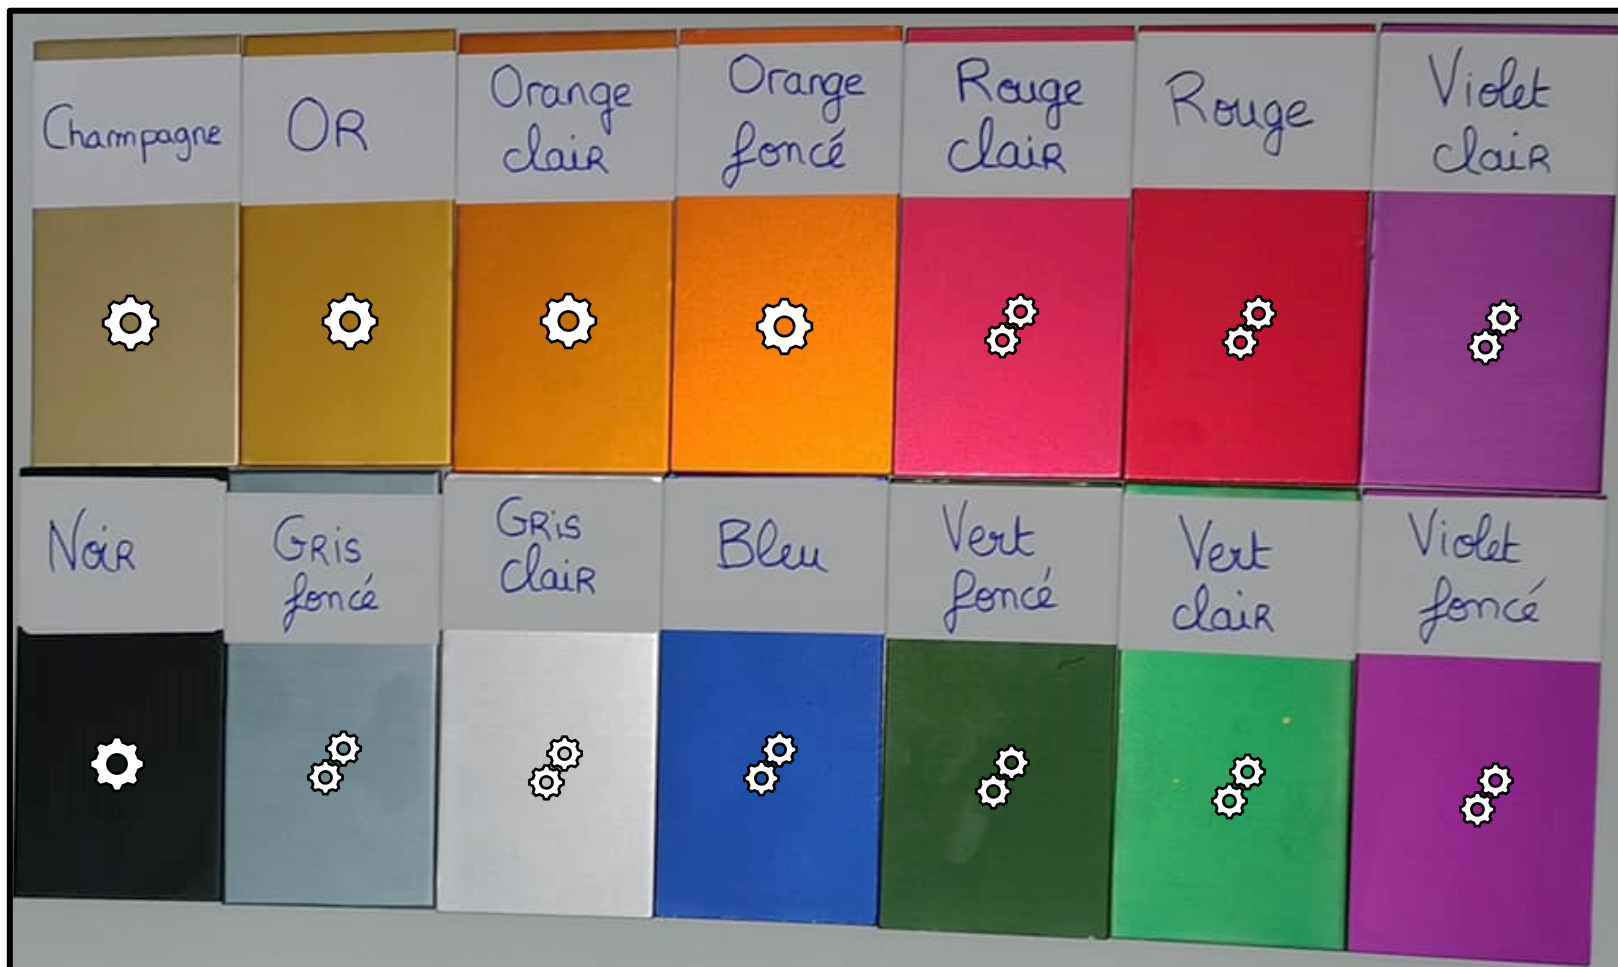 Champagne
OR
Orange
clair
Orange
foncé
Rouge
clair
Rouge
Violet
clair
Noir
Gris
foncé
Gris
clair
Bleu
Vert
foncé
Vert
clair
Violet
foncé